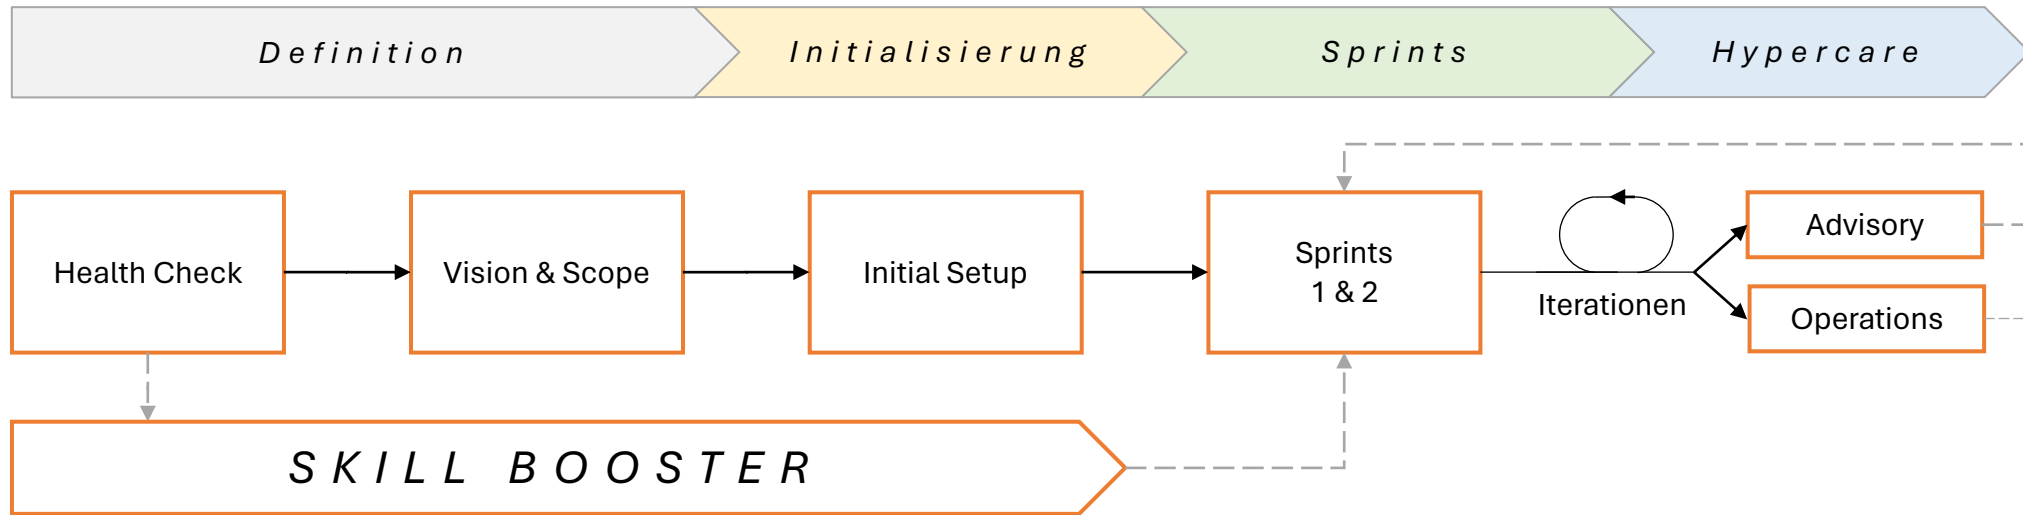 Definition
Initialisierung
Sprints
Hypercare
Health Check
Vision & Scope
Initial Setup
Sprints
1 & 2
Iterationen
Advisory
Operations
SKILL BOOSTER